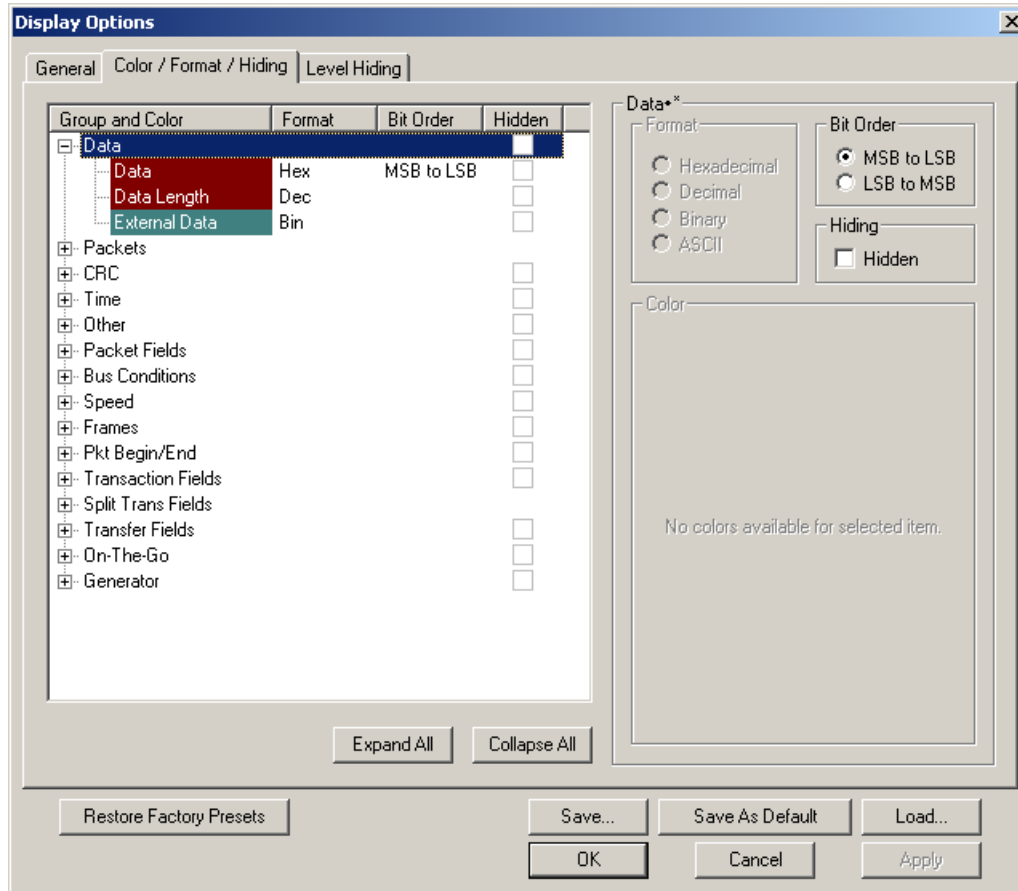 Display Options
General Color / Format / Hiding Level Hiding
Group and Color Format Bit Order Hidden
Data
Data Hex MSB to LSB
Data Length Dec
External Data Bin
Packets
CRC
Time
Other
Packet Fields
Bus Conditions
Speed
Frames
Pkt Begin/End
Transaction Fields
Split Trans Fields
Transfer Fields
On-The-Go
Generator
Expand All Collapse All
Data•*
Format
Hexadecimal
Decimal
Binary
ASCII
Bit Order
MSB to LSB
LSB to MSB
Hiding
Hidden
Color
No colors available for selected item.
Restore Factory Presets Save... Save As Default Load...
OK Cancel Apply